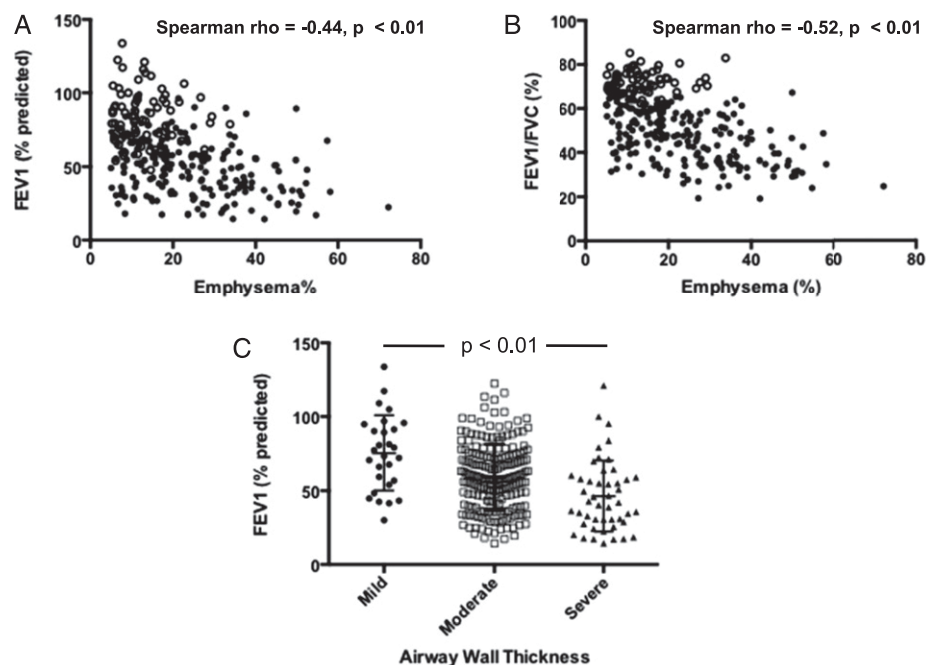 A
Spearman rho = -0.44, p < 0.01
FEV1 (% predicted)
150
100
50
0
0 20 40 60 80
Emphysema%
B
Spearman rho = -0.52, p < 0.01
FEV1/FVC (%)
100
80
60
40
20
0
0 20 40 60 80
Emphysema (%)
C
p < 0.01
FEV1 (% predicted)
150
100
50
0
Mild Moderate Severe
Airway Wall Thickness